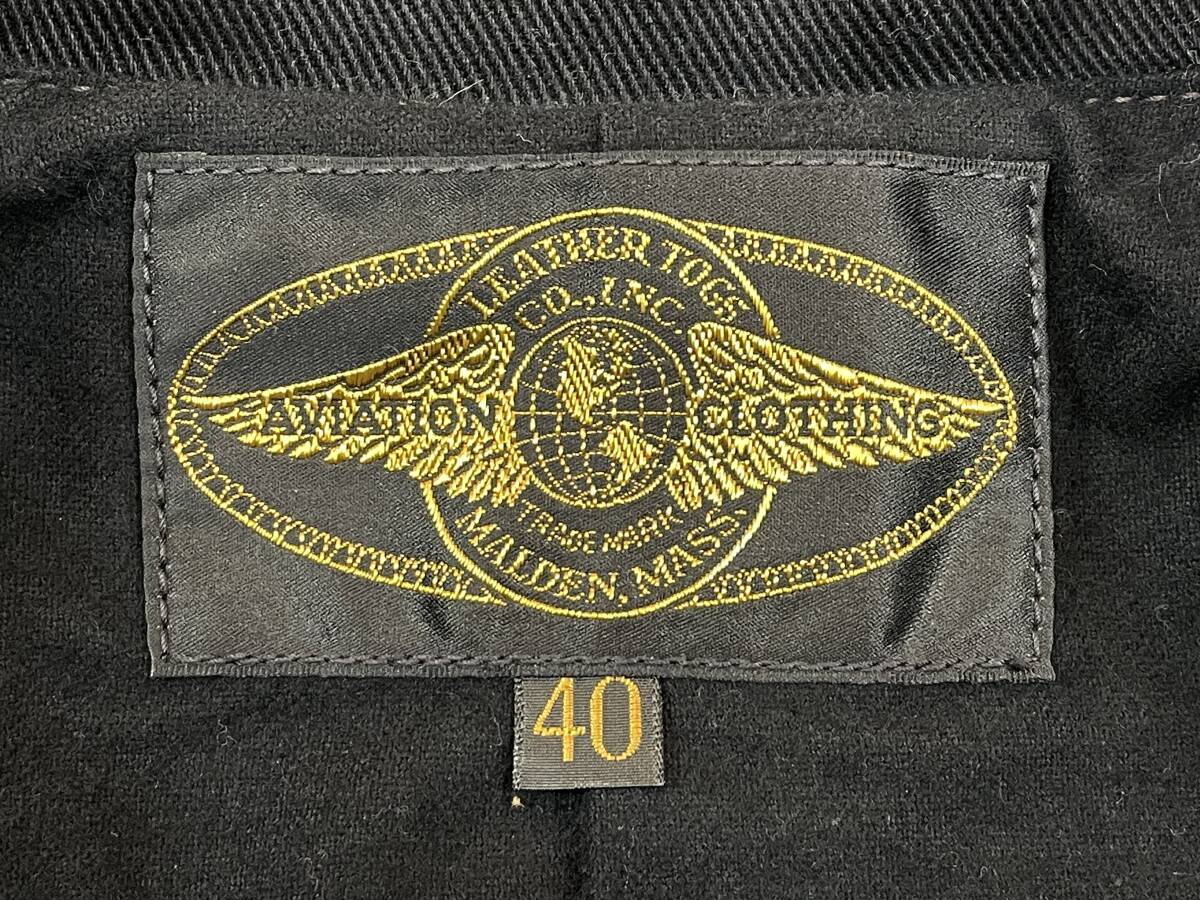 LEATHER TOGS
CO., INC.
AVIATION CLOTHING
TRADE MARK
MALDEN, MASS.
40